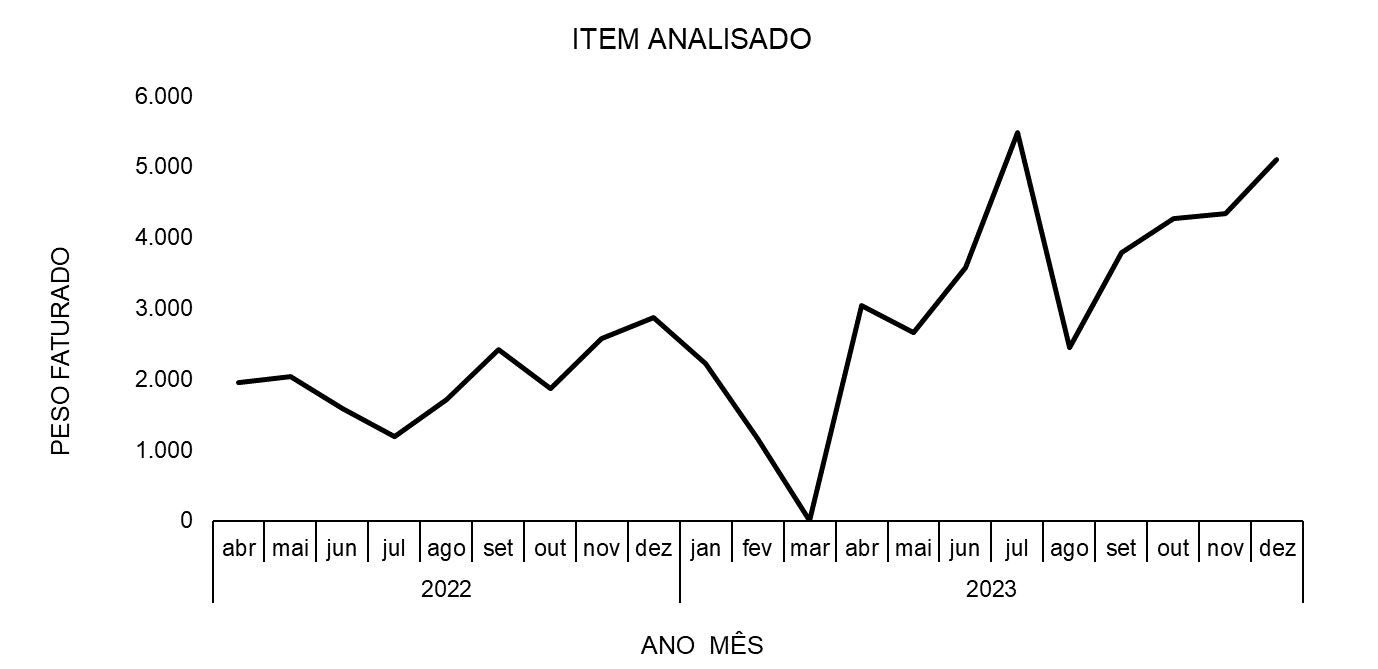 ITEM ANALISADO
6.000
5.000
4.000
3.000
2.000
1.000
0
PESO FATURADO
abr mai jun jul ago set out nov dez jan fev mar abr mai jun jul ago set out nov dez
2022 2023
ANO MÊS